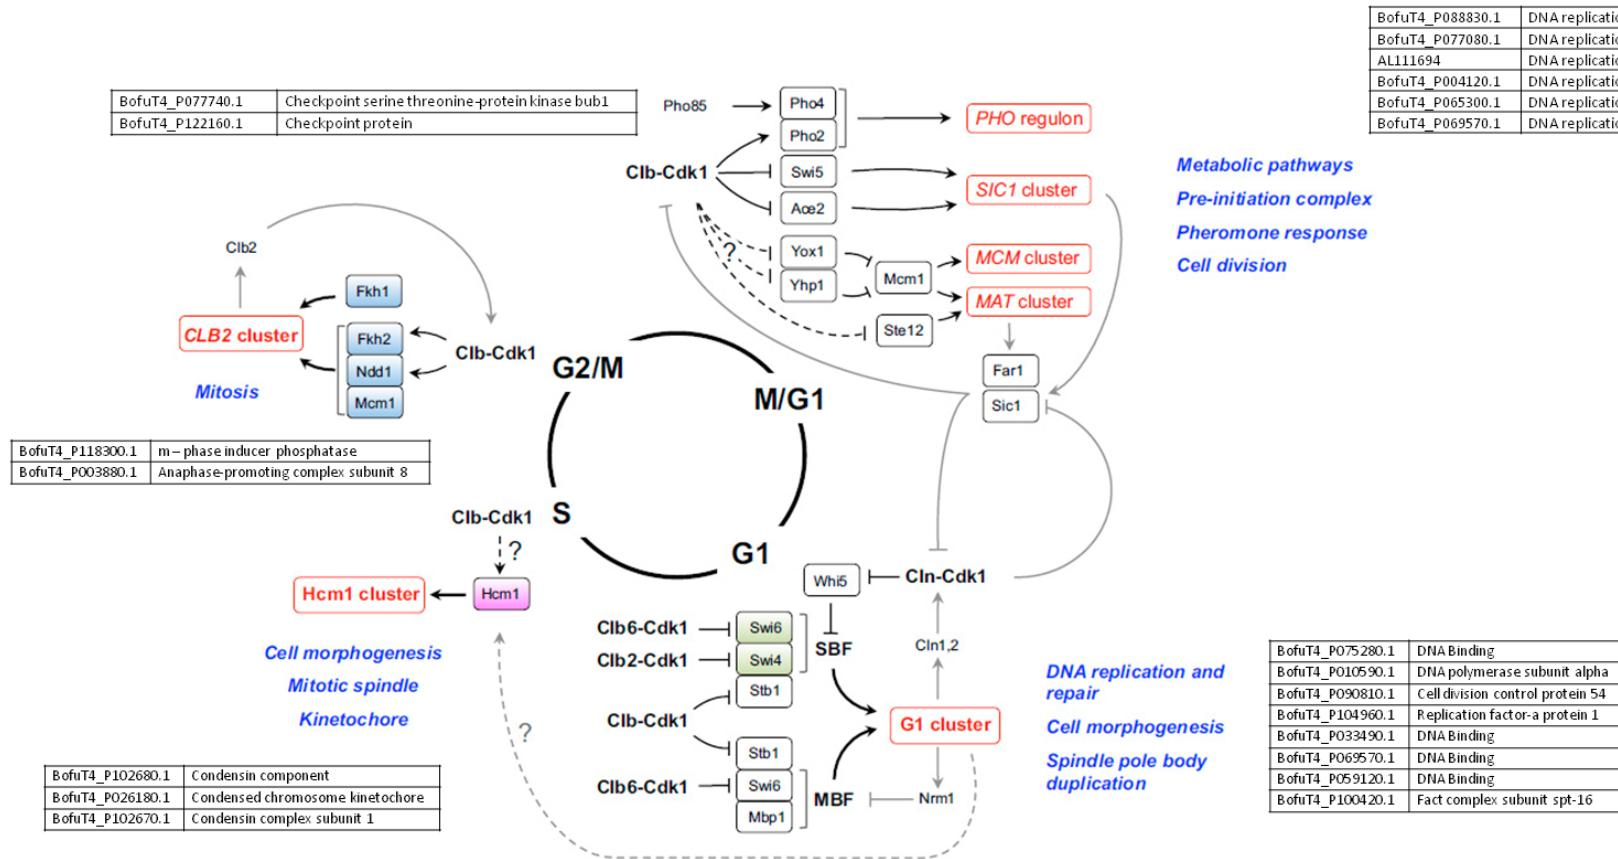 BofuT4_P088830.1 DNA replicatio
BofuT4_P077080.1 DNA replicatio
AL111694 DNA replicatio
BofuT4_P004120.1 DNA replicatio
BofuT4_P065300.1 DNA replicatio
BofuT4_P069570.1 DNA replicatio
BofuT4_P077740.1 Checkpoint serine threonine-protein kinase bub1
BofuT4_P122160.1 Checkpoint protein
Pho85
Pho4
Pho2
PHO regulon
Clb-Cdk1
Swi5
Ace2
SIC1 cluster
?
Yox1
Yhp1
Mcm1
MCM cluster
MAT cluster
Ste12
Far1
Sic1
Metabolic pathways
Pre-initiation complex
Pheromone response
Cell division
Clb2
Fkh1
CLB2 cluster
Fkh2
Ndd1
Mcm1
Clb-Cdk1
Mitosis
G2/M
M/G1
S
G1
BofuT4_P118300.1 m – phase inducer phosphatase
BofuT4_P003880.1 Anaphase-promoting complex subunit 8
Clb-Cdk1
?
Hcm1 cluster
Hcm1
Cell morphogenesis
Mitotic spindle
Kinetochore
?
Whi5
Cln-Cdk1
Clb6-Cdk1
Swi6
Clb2-Cdk1
Swi4
Stb1
SBF
Cln1,2
Clb-Cdk1
G1 cluster
Stb1
Clb6-Cdk1
Swi6
Mbp1
MBF
Nrm1
DNA replication and
repair
Cell morphogenesis
Spindle pole body
duplication
BofuT4_P075280.1 DNA Binding
BofuT4_P010590.1 DNA polymerase subunit alpha
BofuT4_P090810.1 Cell division control protein 54
BofuT4_P104960.1 Replication factor-a protein 1
BofuT4_P033490.1 DNA Binding
BofuT4_P069570.1 DNA Binding
BofuT4_P059120.1 DNA Binding
BofuT4_P100420.1 Fact complex subunit spt-16
BofuT4_P102680.1 Condensin component
BofuT4_P026180.1 Condensed chromosome kinetochore
BofuT4_P102670.1 Condensin complex subunit 1